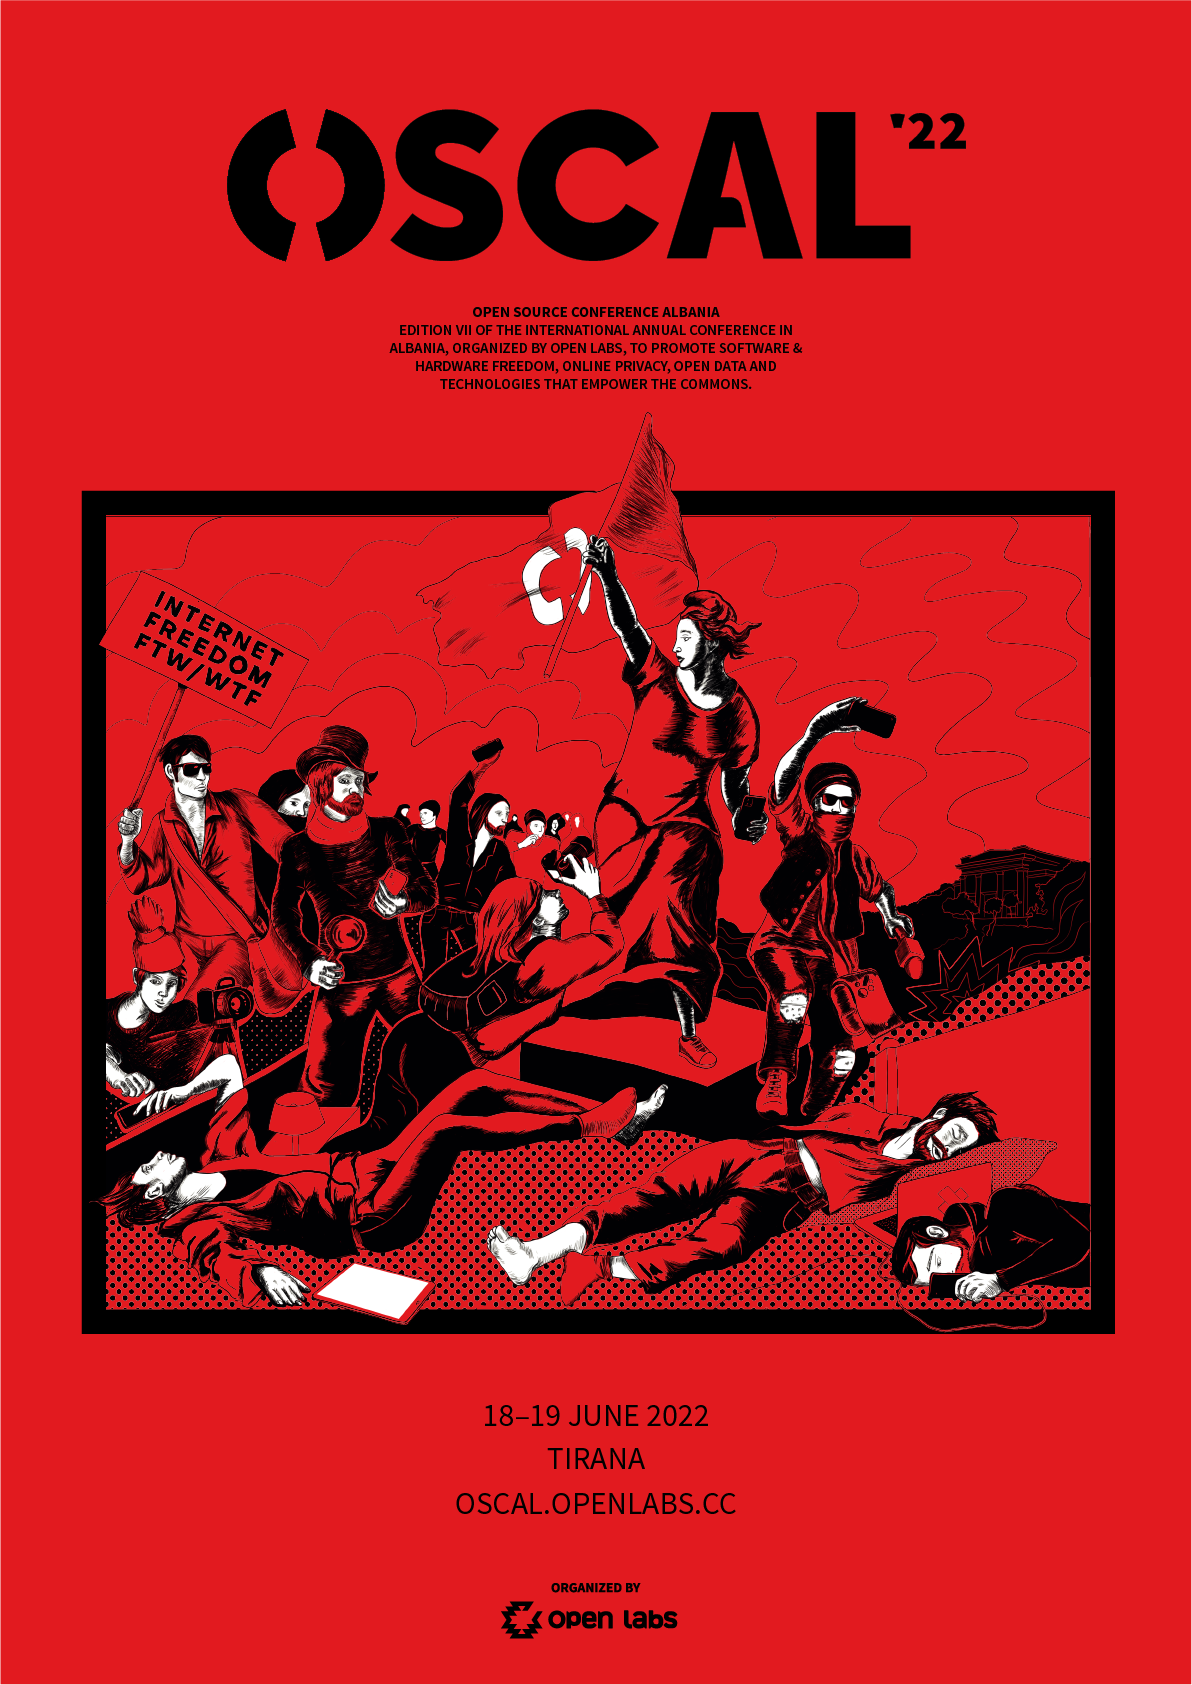 OSCAL '22
OPEN SOURCE CONFERENCE ALBANIA
EDITION VII OF THE INTERNATIONAL ANNUAL CONFERENCE IN
ALBANIA, ORGANIZED BY OPEN LABS, TO PROMOTE SOFTWARE &
HARDWARE FREEDOM, ONLINE PRIVACY, OPEN DATA AND
TECHNOLOGIES THAT EMPOWER THE COMMONS.
INTERNET
FREEDOM
FTW/WTF
18–19 JUNE 2022
TIRANA
OSCAL.OPENLABS.CC
ORGANIZED BY
open labs